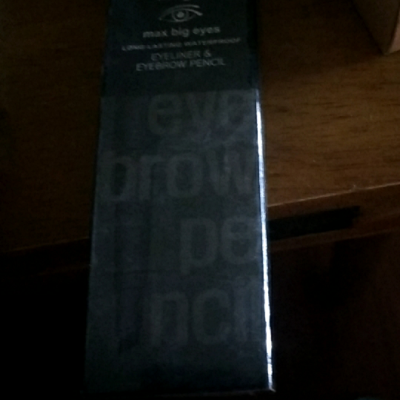 max big eyes
LONG LASTING WATERPROOF
EYELINER &
EYEBROW PENCIL
eye
brow
pe
ncil